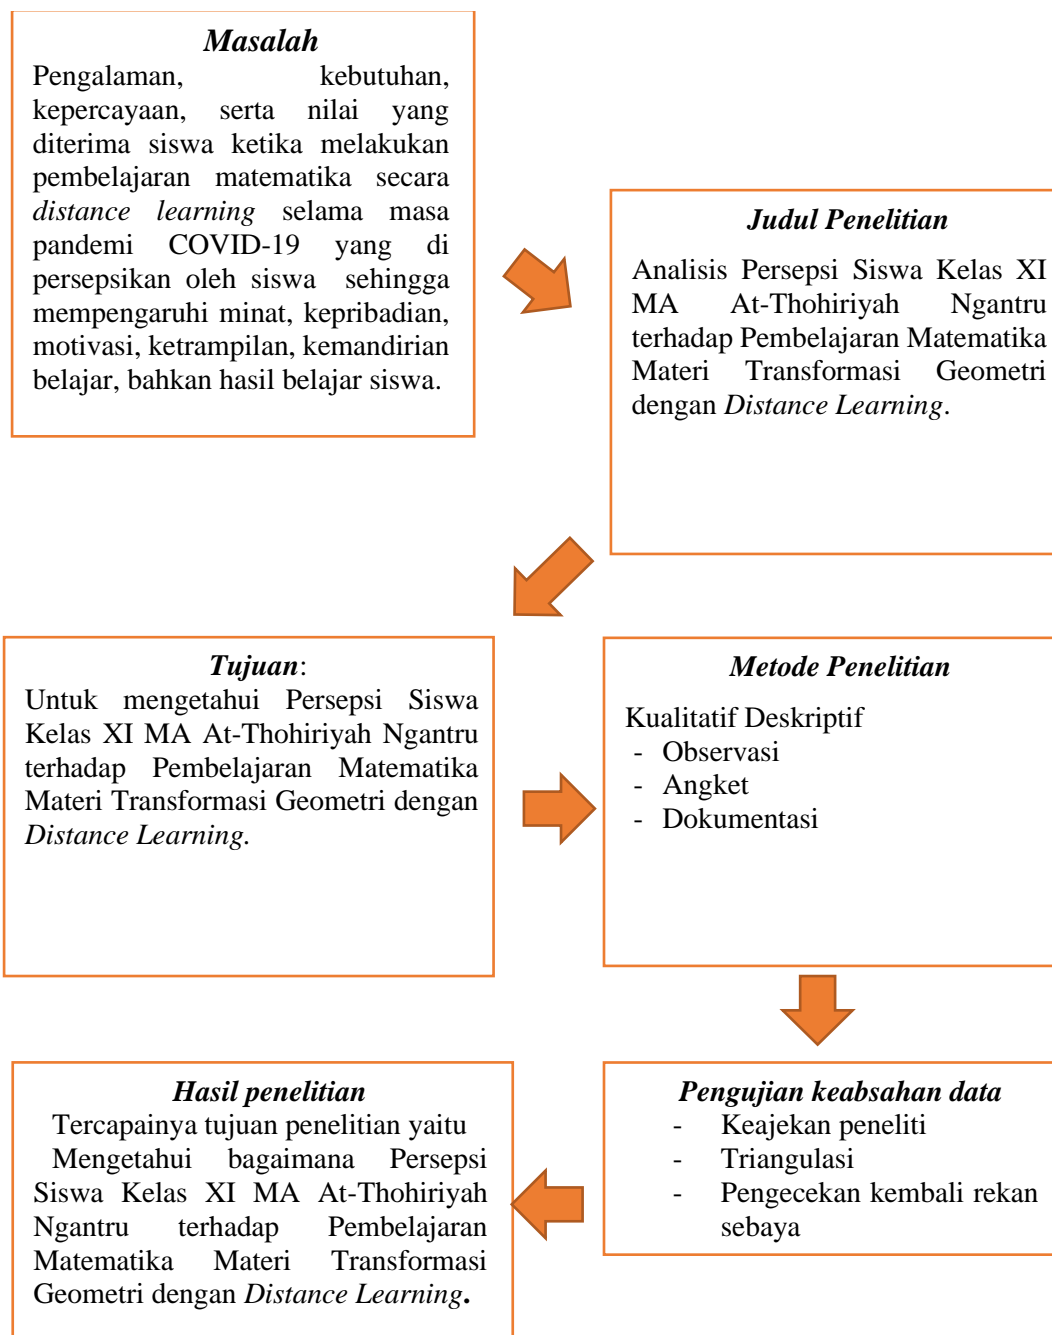 Masalah
Pengalaman, kebutuhan,
kepercayaan, serta nilai yang
diterima siswa ketika melakukan
pembelajaran matematika secara
distance learning selama masa
pandemi COVID-19 yang di
persepsikan oleh siswa sehingga
mempengaruhi minat, kepribadian,
motivasi, ketrampilan, kemandirian
belajar, bahkan hasil belajar siswa.
Judul Penelitian
Analisis Persepsi Siswa Kelas XI
MA At-Thohiriyah Ngantru
terhadap Pembelajaran Matematika
Materi Transformasi Geometri
dengan Distance Learning.
Tujuan:
Untuk mengetahui Persepsi Siswa
Kelas XI MA At-Thohiriyah Ngantru
terhadap Pembelajaran Matematika
Materi Transformasi Geometri dengan
Distance Learning.
Metode Penelitian
Kualitatif Deskriptif
- Observasi
- Angket
- Dokumentasi
Pengujian keabsahan data
- Keajekan peneliti
- Triangulasi
- Pengecekan kembali rekan
sebaya
Hasil penelitian
Tercapainya tujuan penelitian yaitu
Mengetahui bagaimana Persepsi
Siswa Kelas XI MA At-Thohiriyah
Ngantru terhadap Pembelajaran
Matematika Materi Transformasi
Geometri dengan Distance Learning.